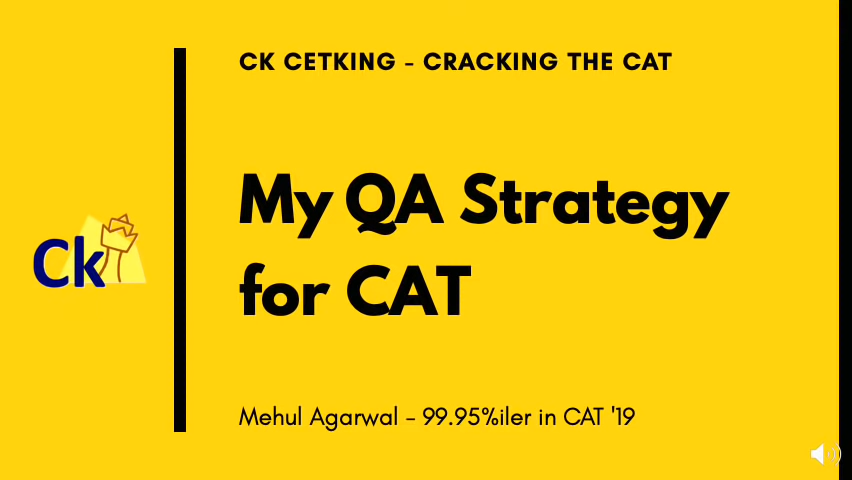 CK CETKING - CRACKING THE CAT
My QA Strategy
for CAT
Ck
Mehul Agarwal - 99.95%iler in CAT '19